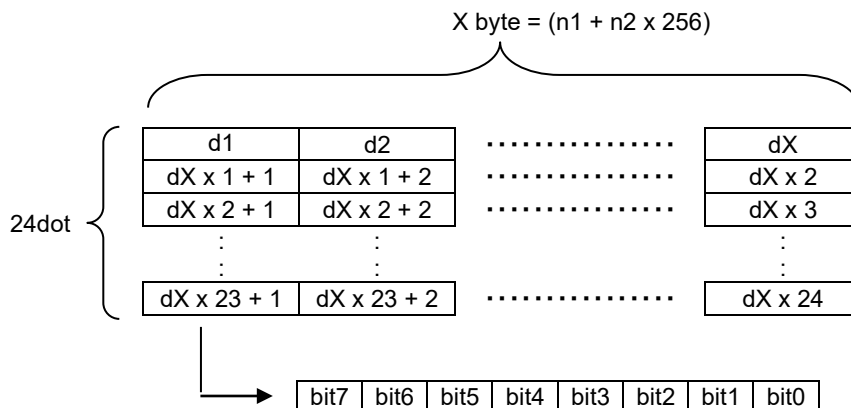 X byte = (n1 + n2 x 256)
d1 d2 ............... dX
dX x 1 + 1 dX x 1 + 2 ............... dX x 2
dX x 2 + 1 dX x 2 + 2 ............... dX x 3
24dot
: : :
: : :
dX x 23 + 1 dX x 23 + 2 ............... dX x 24
bit7 bit6 bit5 bit4 bit3 bit2 bit1 bit0